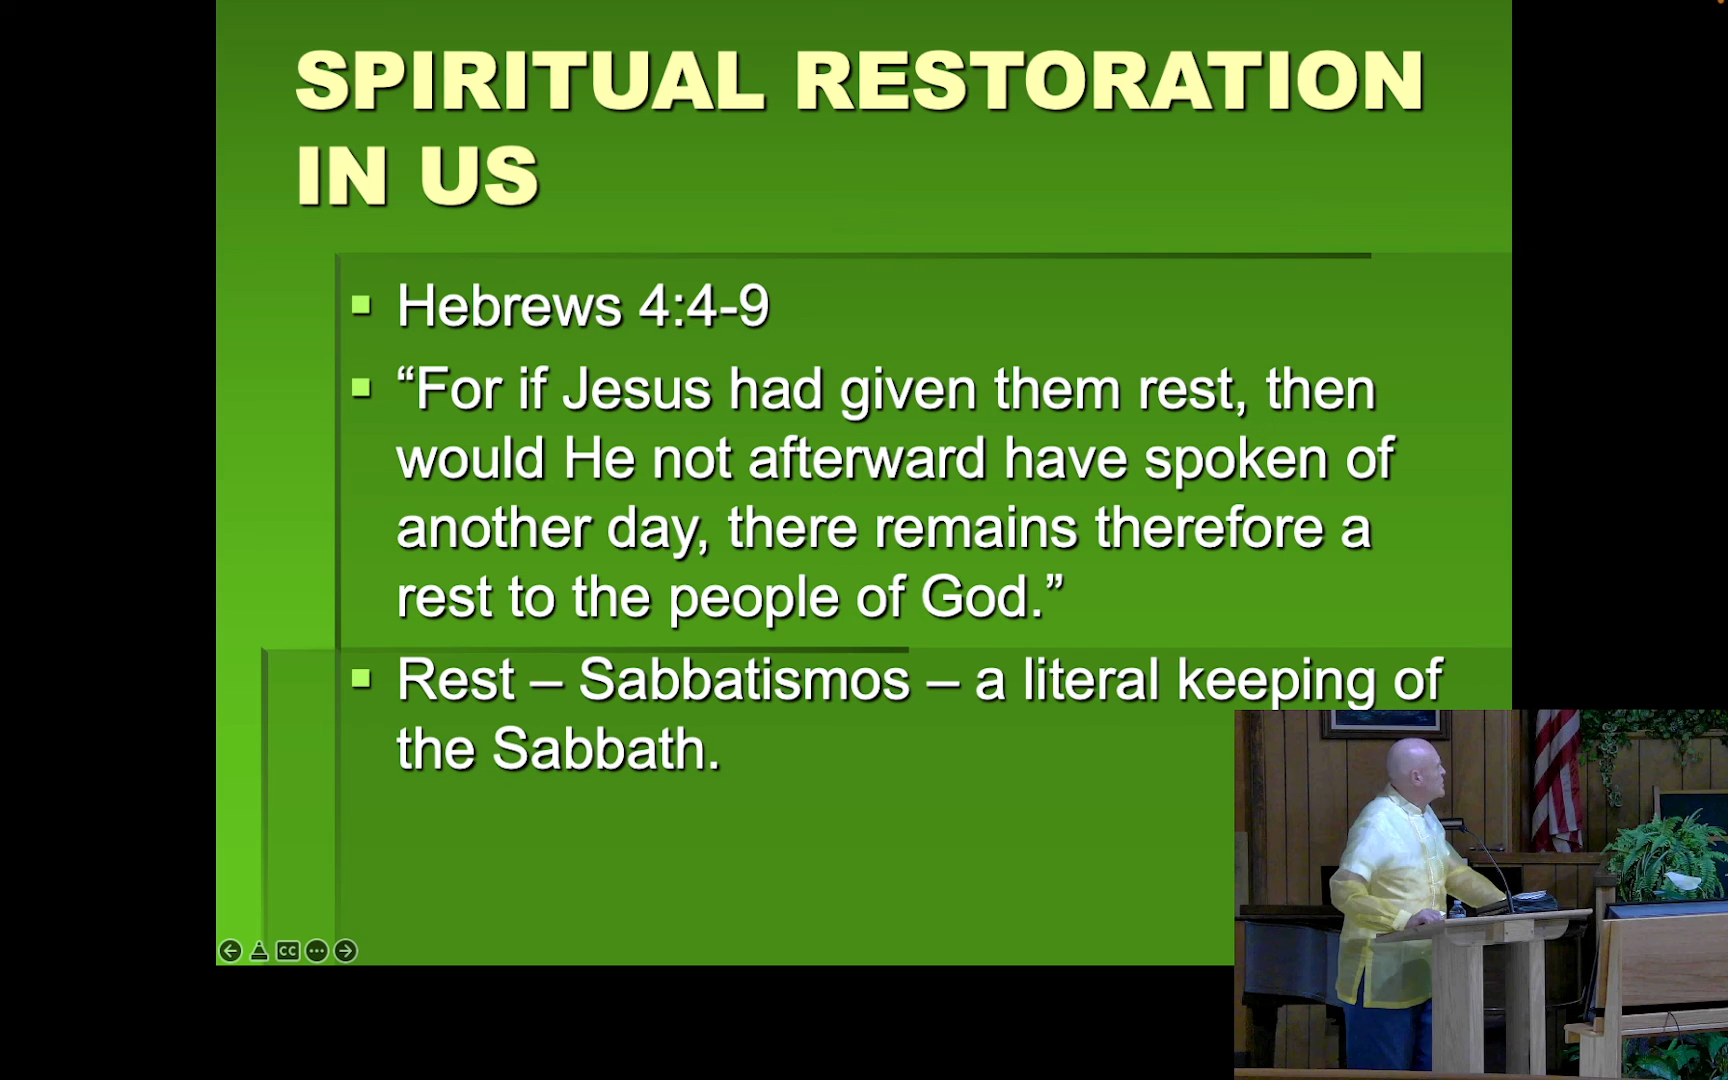 SPIRITUAL RESTORATION
IN US
Hebrews 4:4-9
“For if Jesus had given them rest, then
would He not afterward have spoken of
another day, there remains therefore a
rest to the people of God.”
Rest – Sabbatismos – a literal keeping of
the Sabbath.
CC